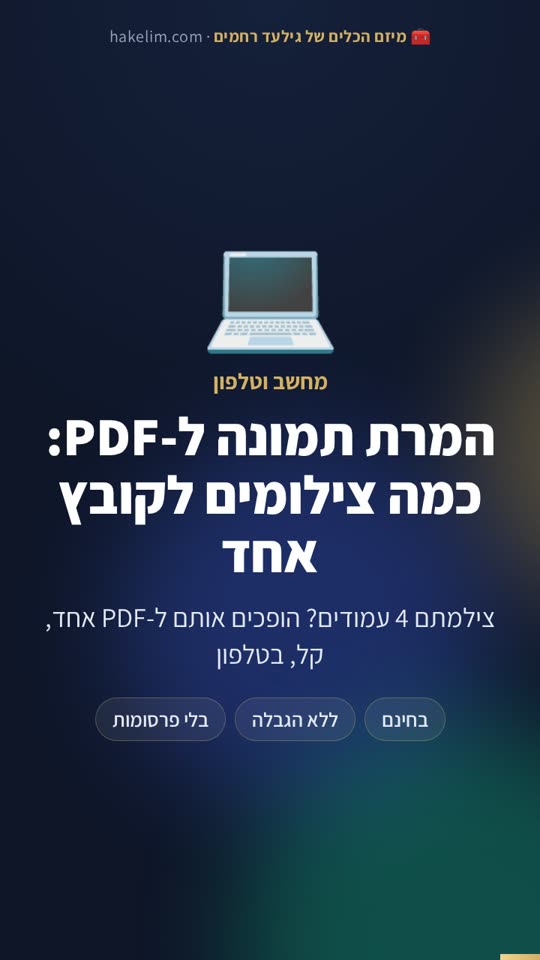 🧰 מיזם הכלים של גילעד רחמים · hakelim.com
מחשב וטלפון
המרת תמונה ל-PDF:
כמה צילומים לקובץ
אחד
צילמתם 4 עמודים? הופכים אותם ל-PDF אחד,
קל, בטלפון
בחינם
ללא הגבלה
בלי פרסומות